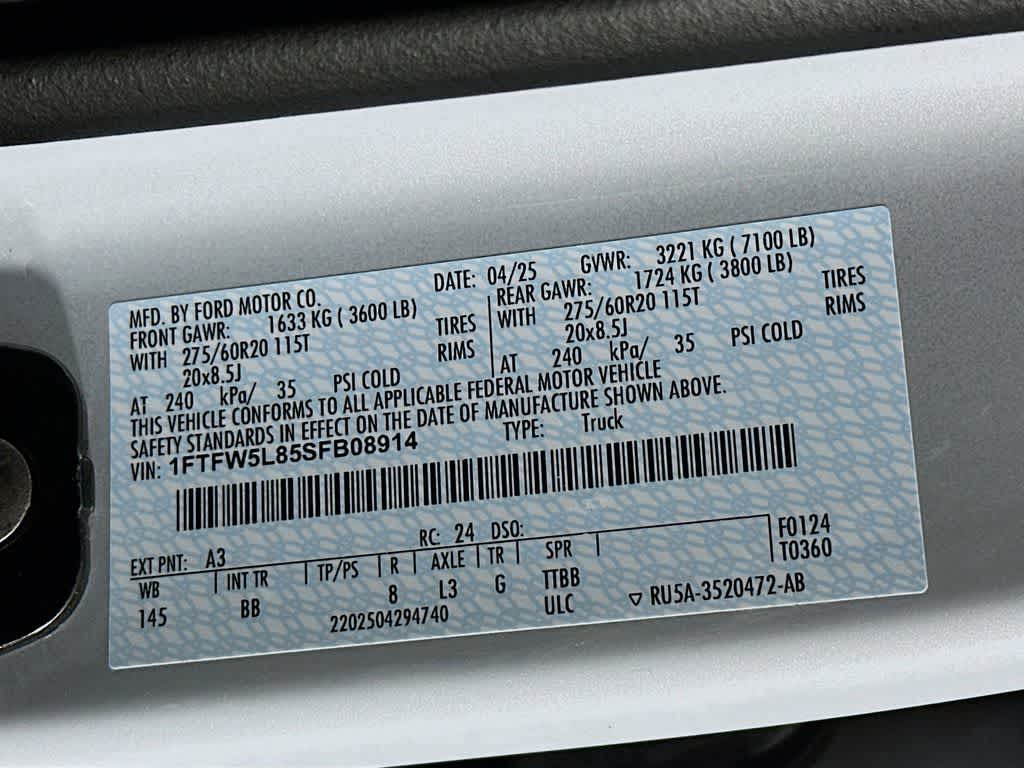 MFD. BY FORD MOTOR CO. DATE: 04/25 GVWR: 3221 KG ( 7100 LB)
FRONT GAWR: 1633 KG ( 3600 LB) REAR GAWR: 1724 KG ( 3800 LB)
WITH 275/60R20 115T TIRES WITH 275/60R20 115T TIRES
20x8.5J RIMS 20x8.5J RIMS
AT 240 kPa/ 35 PSI COLD AT 240 kPa/ 35 PSI COLD
THIS VEHICLE CONFORMS TO ALL APPLICABLE FEDERAL MOTOR VEHICLE
SAFETY STANDARDS IN EFFECT ON THE DATE OF MANUFACTURE SHOWN ABOVE.
VIN: 1FTFW5L85SFB08914 TYPE: Truck
EXT PNT: A3 RC: 24 DSO: F0124
WB INT TR TP/PS R AXLE TR SPR T0360
145 BB 8 L3 G TTBB
2202504294740 ULC ▽ RU5A-3520472-AB